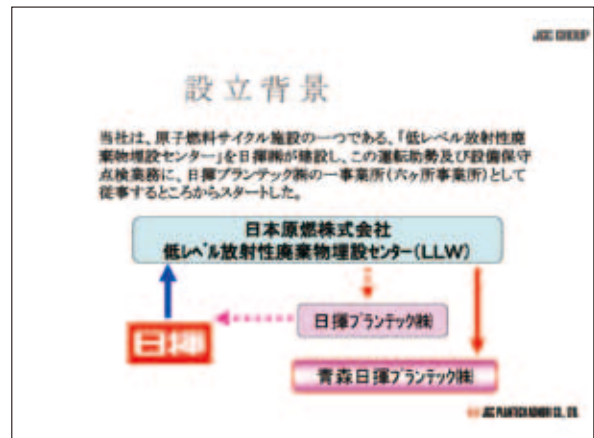 JGC GROUP
設立背景
当社は、原子燃料サイクル施設の一つである、「低レベル放射性廃
棄物埋設センター」を日揮㈱が建設し、この運転助勢及び設備保守
点検業務に、日揮プランテック㈱の一事業所(六ヶ所事業所)として
従事するところからスタートした。
日本原燃株式会社
低レベル放射性廃棄物埋設センター(LLW)
日揮プランテック㈱
日揮
青森日揮プランテック㈱
JGC PLANTECH AOMORI CO., LTD.